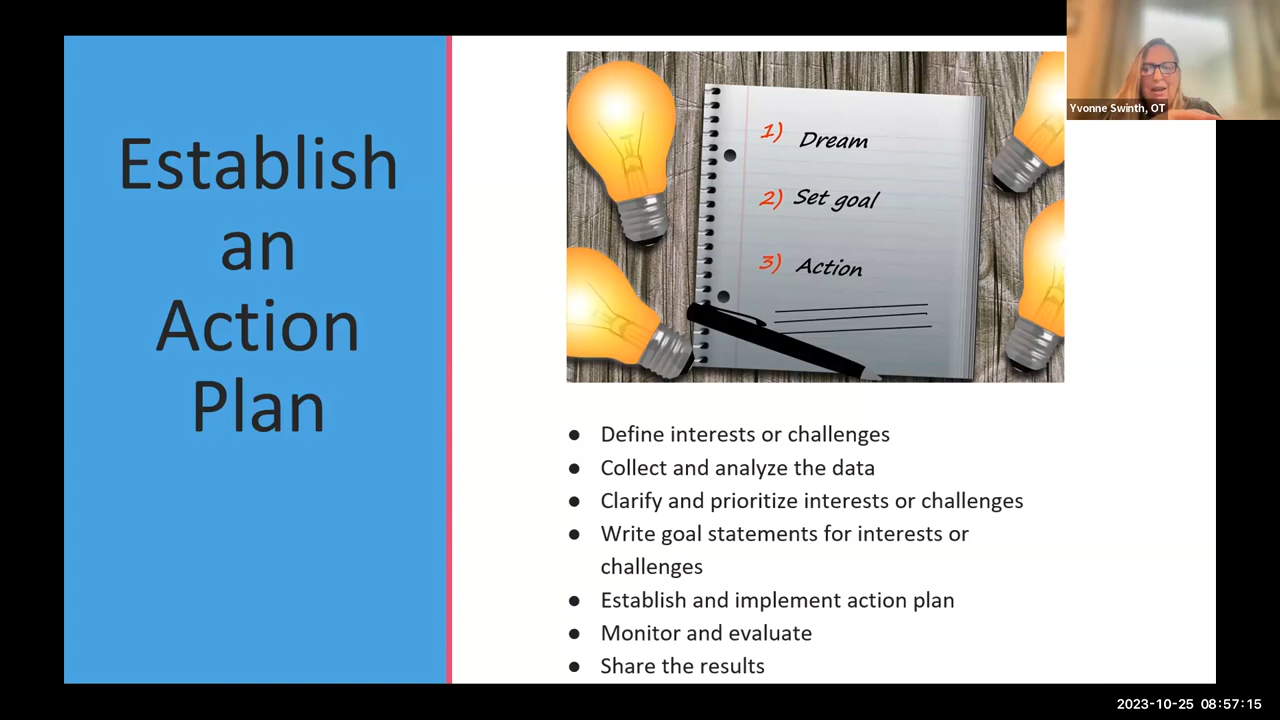 Establish
an
Action
Plan
1) Dream
2) Set goal
3) Action
Yvonne Swinth, OT
● Define interests or challenges
● Collect and analyze the data
● Clarify and prioritize interests or challenges
● Write goal statements for interests or
challenges
● Establish and implement action plan
● Monitor and evaluate
● Share the results
2023-10-25 08:57:15